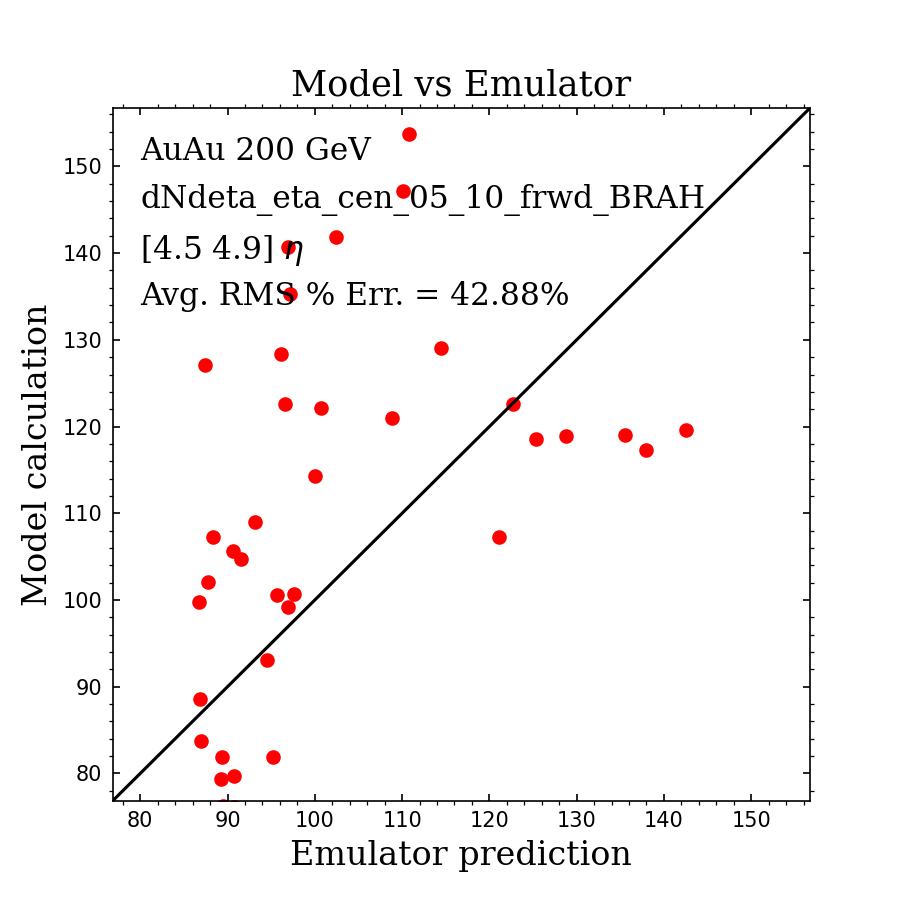 Model vs Emulator
AuAu 200 GeV
dNdeta_eta_cen_05_10_frwd_BRAH
[4.5 4.9] η
Avg. RMS % Err. = 42.88%
Model calculation
150
140
130
120
110
100
90
80
80 90 100 110 120 130 140 150
Emulator prediction